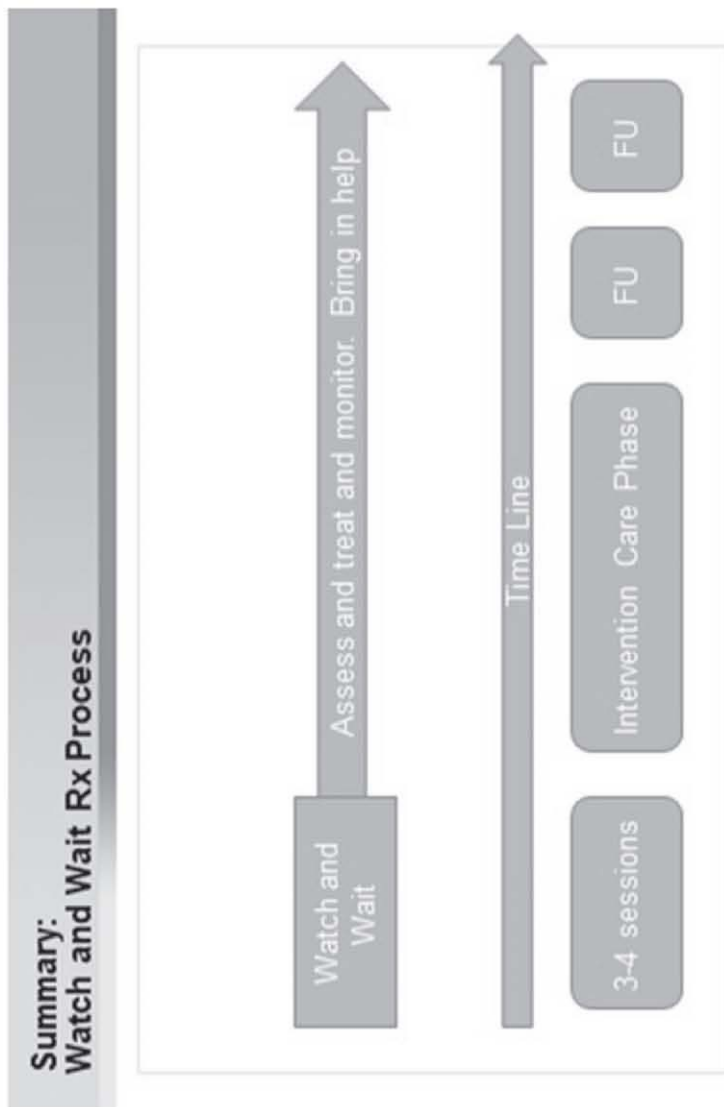 Summary:
Watch and Wait Rx Process
Watch and
Wait
Assess and treat and monitor. Bring in help
Time Line
3-4 sessions
Intervention Care Phase
FU
FU